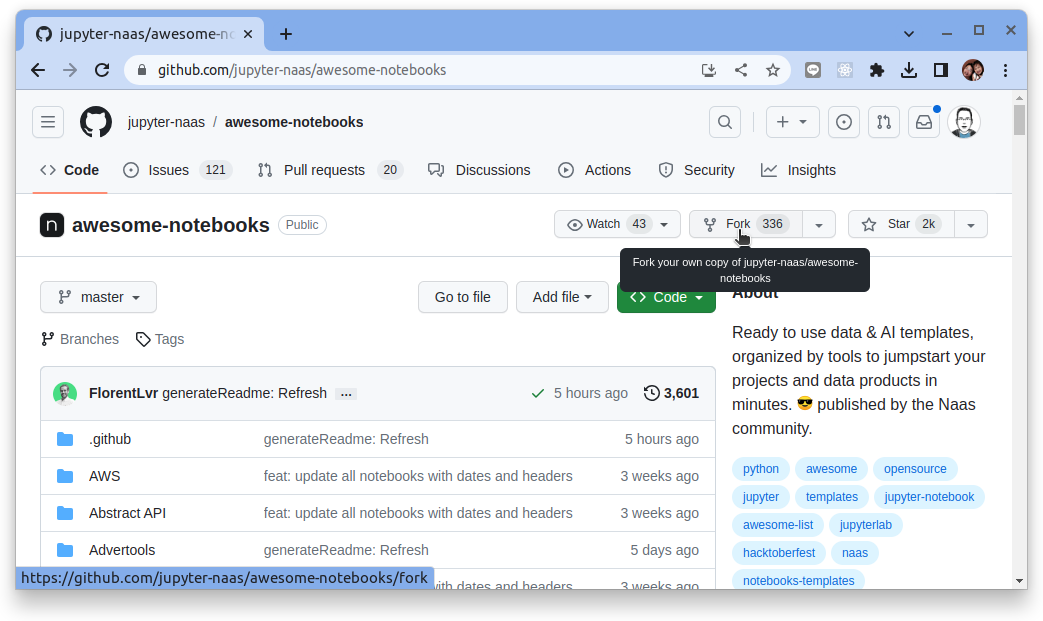 jupyter-naas/awesome-no
github.com/jupyter-naas/awesome-notebooks
jupyter-naas / awesome-notebooks
Code Issues 121 Pull requests 20 Discussions Actions Security Insights
n awesome-notebooks Public Watch 43 Fork 336 Star 2k
Fork your own copy of jupyter-naas/awesome-
notebooks
master Go to file Add file Code
Branches Tags
FlorentLvr generateReadme: Refresh ... 5 hours ago 3,601
.github generateReadme: Refresh 5 hours ago
AWS feat: update all notebooks with dates and headers 3 weeks ago
Abstract API feat: update all notebooks with dates and headers 3 weeks ago
Advertools generateReadme: Refresh 5 days ago
with dates and headers 3 weeks ago
About
Ready to use data & AI templates,
organized by tools to jumpstart your
projects and data products in
minutes. 😎 published by the Naas
community.
python awesome opensource
jupyter templates jupyter-notebook
awesome-list jupyterlab
hacktoberfest naas
notebooks-templates
https://github.com/jupyter-naas/awesome-notebooks/fork